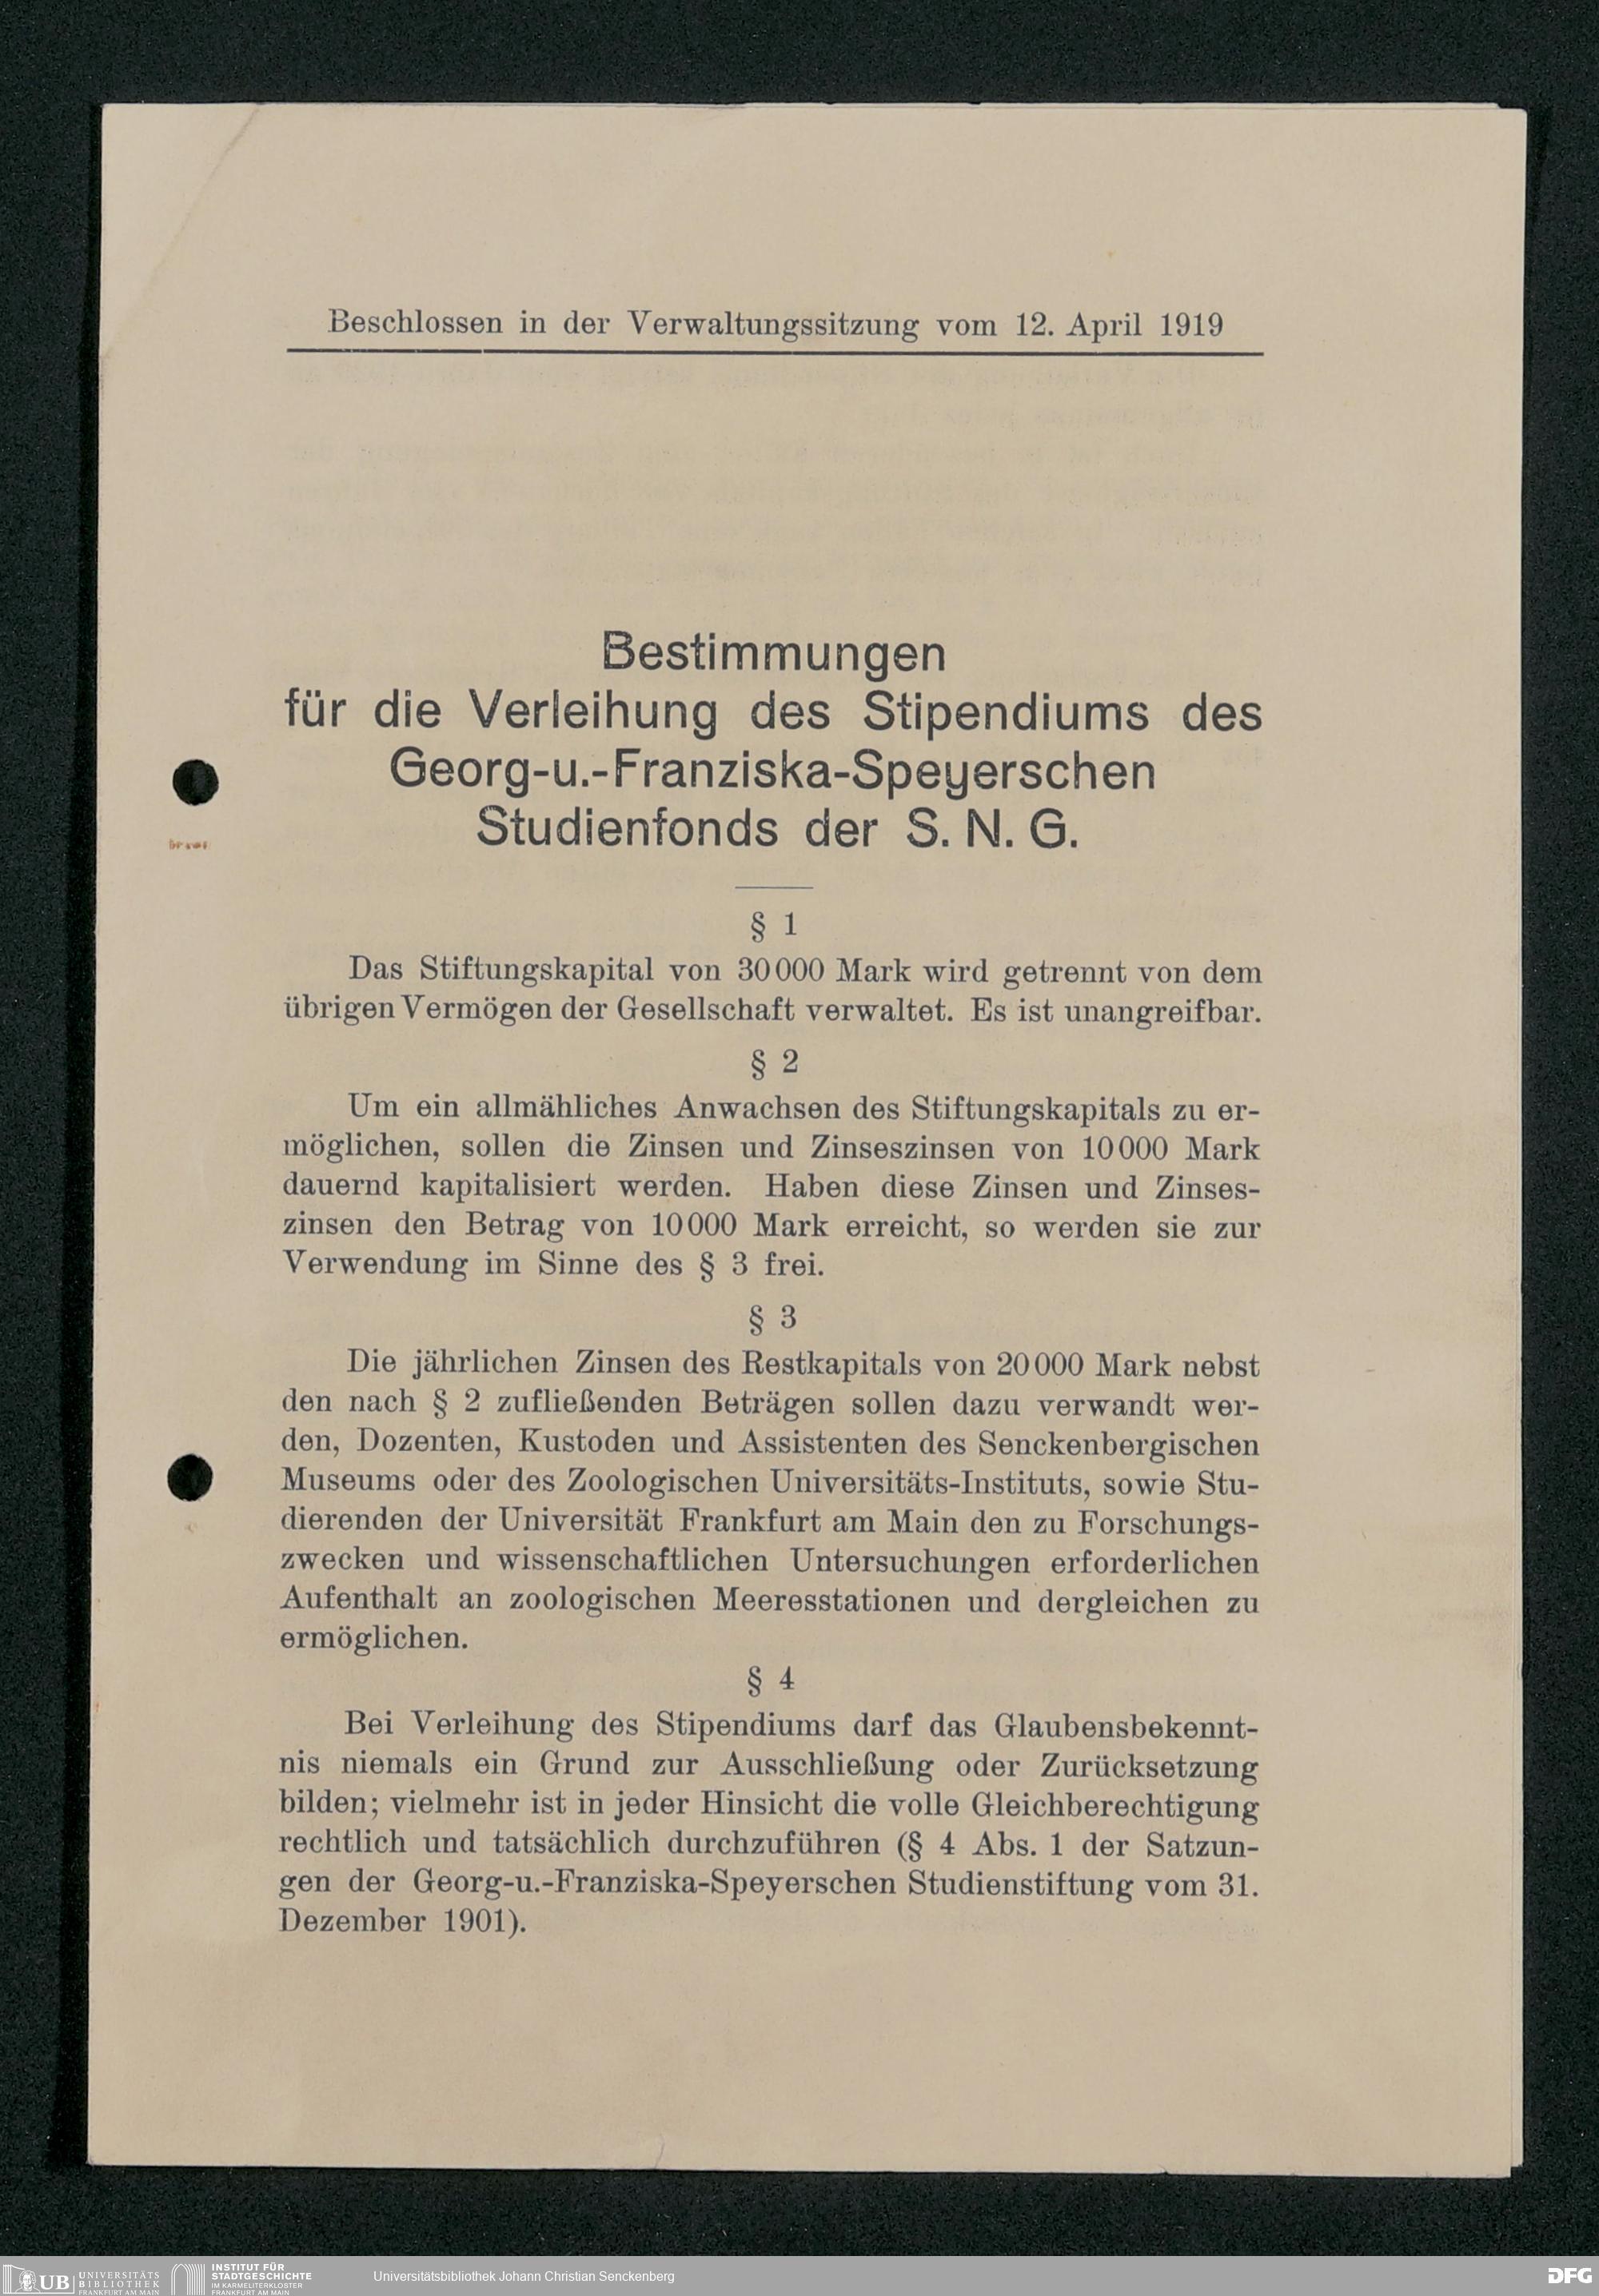 Beschlossen in der Verwaltungssitzung vom 12. April 1919
Bestimmungen
für die Verleihung des Stipendiums des
Georg-u.-Franziska-Speyerschen
Studienfonds der S. N. G.
§ 1
Das Stiftungskapital von 30000 Mark wird getrennt von dem
übrigen Vermögen der Gesellschaft verwaltet. Es ist unangreifbar.
§ 2
Um ein allmähliches Anwachsen des Stiftungskapitals zu er-
möglichen, sollen die Zinsen und Zinseszinsen von 10000 Mark
dauernd kapitalisiert werden. Haben diese Zinsen und Zinses-
zinsen den Betrag von 10000 Mark erreicht, so werden sie zur
Verwendung im Sinne des § 3 frei.
§ 3
Die jährlichen Zinsen des Restkapitals von 20000 Mark nebst
den nach § 2 zufließenden Beträgen sollen dazu verwandt wer-
den, Dozenten, Kustoden und Assistenten des Senckenbergischen
Museums oder des Zoologischen Universitäts-Instituts, sowie Stu-
dierenden der Universität Frankfurt am Main den zu Forschungs-
zwecken und wissenschaftlichen Untersuchungen erforderlichen
Aufenthalt an zoologischen Meeresstationen und dergleichen zu
ermöglichen.
§ 4
Bei Verleihung des Stipendiums darf das Glaubensbekennt-
nis niemals ein Grund zur Ausschließung oder Zurücksetzung
bilden; vielmehr ist in jeder Hinsicht die volle Gleichberechtigung
rechtlich und tatsächlich durchzuführen (§ 4 Abs. 1 der Satzun-
gen der Georg-u.-Franziska-Speyerschen Studienstiftung vom 31.
Dezember 1901).
UB UNIVERSITÄTS
BIBLIOTHEK
FRANKFURT AM MAIN
INSTITUT FÜR
STADTGESCHICHTE
IM KARMELITERKLOSTER
FRANKFURT AM MAIN
Universitätsbibliothek Johann Christian Senckenberg
DFG